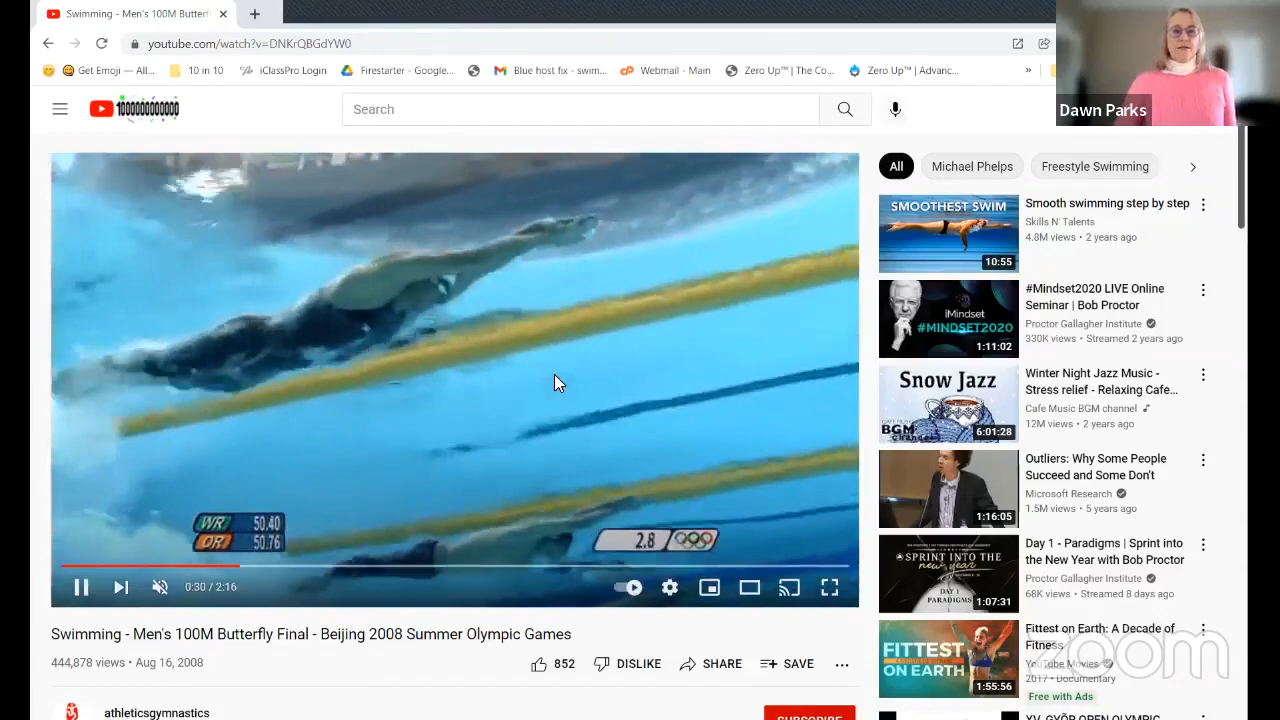 Swimming - Men's 100M Butterfl
youtube.com/watch?v=DNKrQBGdYW0
Get Emoji — All...
10 in 10
iClassPro Login
Firestarter - Google...
Blue host fix - swim...
Webmail - Main
Zero Up™ | The Co...
Zero Up™ | Advanc...
»
Dawn Parks
Search
All
Michael Phelps
Freestyle Swimming
SMOOTHEST SWIM
10:55
Smooth swimming step by step
Skills N' Talents
4.8M views • 2 years ago
iMindset
#MINDSET2020
1:11:02
#Mindset2020 LIVE Online
Seminar | Bob Proctor
Proctor Gallagher Institute
330K views • Streamed 2 years ago
Snow Jazz
CAFE MUSIC
BGM
channel
6:01:28
Winter Night Jazz Music -
Stress relief - Relaxing Cafe...
Cafe Music BGM channel
12M views • 2 years ago
1:16:05
Outliers: Why Some People
Succeed and Some Don't
Microsoft Research
1.5M views • 5 years ago
SPRINT INTO THE
new year
DAY 1
PARADIGMS
1:07:31
Day 1 - Paradigms | Sprint into
the New Year with Bob Proctor
Proctor Gallagher Institute
68K views • Streamed 8 days ago
FITTEST
ON EARTH
1:55:56
Fittest on Earth: A Decade of
Fitness
YouTube Movies
2017 • Documentary
Free with Ads
WR 50.40
OR 50.76
2.8
0:30 / 2:16
Swimming - Men's 100M Butterfly Final - Beijing 2008 Summer Olympic Games
444,878 views • Aug 16, 2008
852
DISLIKE
SHARE
SAVE
athleticsgymnastics
SUBSCRIBE
XV. GYŐR OPEN OLYMPIC
zoom